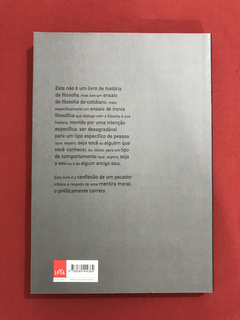 Este não é um livro de história
da filosofia, mas sim um ensaio
de filosofia do cotidiano, mais
especificamente um ensaio de ironia
filosófica que dialoga com a filosofia e sua
história, movido por uma intenção
específica: ser desagradável
para um tipo específico de pessoa
(que, espero, seja você ou alguém que
você conhece), ou, talvez, para um tipo
de comportamento (que, espero, seja
o seu ou o de algum amigo seu).
Este livro é a confissão de um pecador
irônico a respeito de uma mentira moral:
o politicamente correto.
LeYa